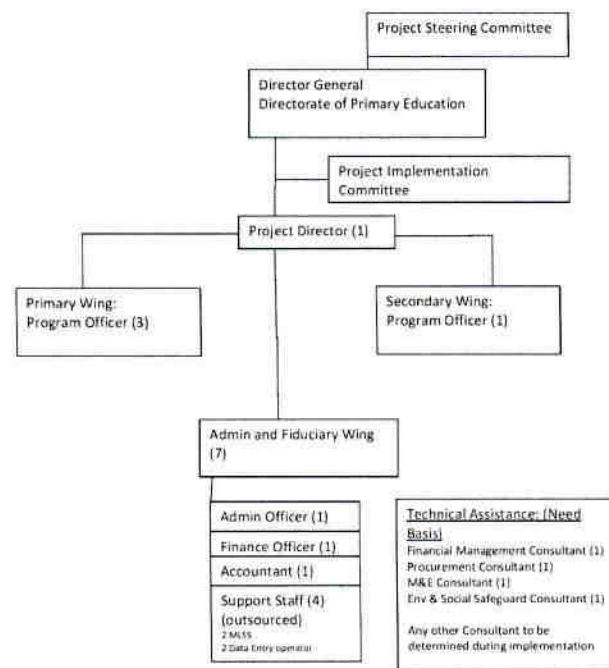 Project Steering Committee
Director General
Directorate of Primary Education
Project Implementation
Committee
Project Director (1)
Primary Wing:
Program Officer (3)
Secondary Wing:
Program Officer (1)
Admin and Fiduciary Wing
(7)
Admin Officer (1)
Finance Officer (1)
Accountant (1)
Support Staff (4)
(outsourced)
2 MLSS
2 Data Entry operator
Technical Assistance: (Need
Basis)
Financial Management Consultant (1)
Procurement Consultant (1)
M&E Consultant (1)
Env & Social Safeguard Consultant (1)
Any other Consultant to be
determined during implementation